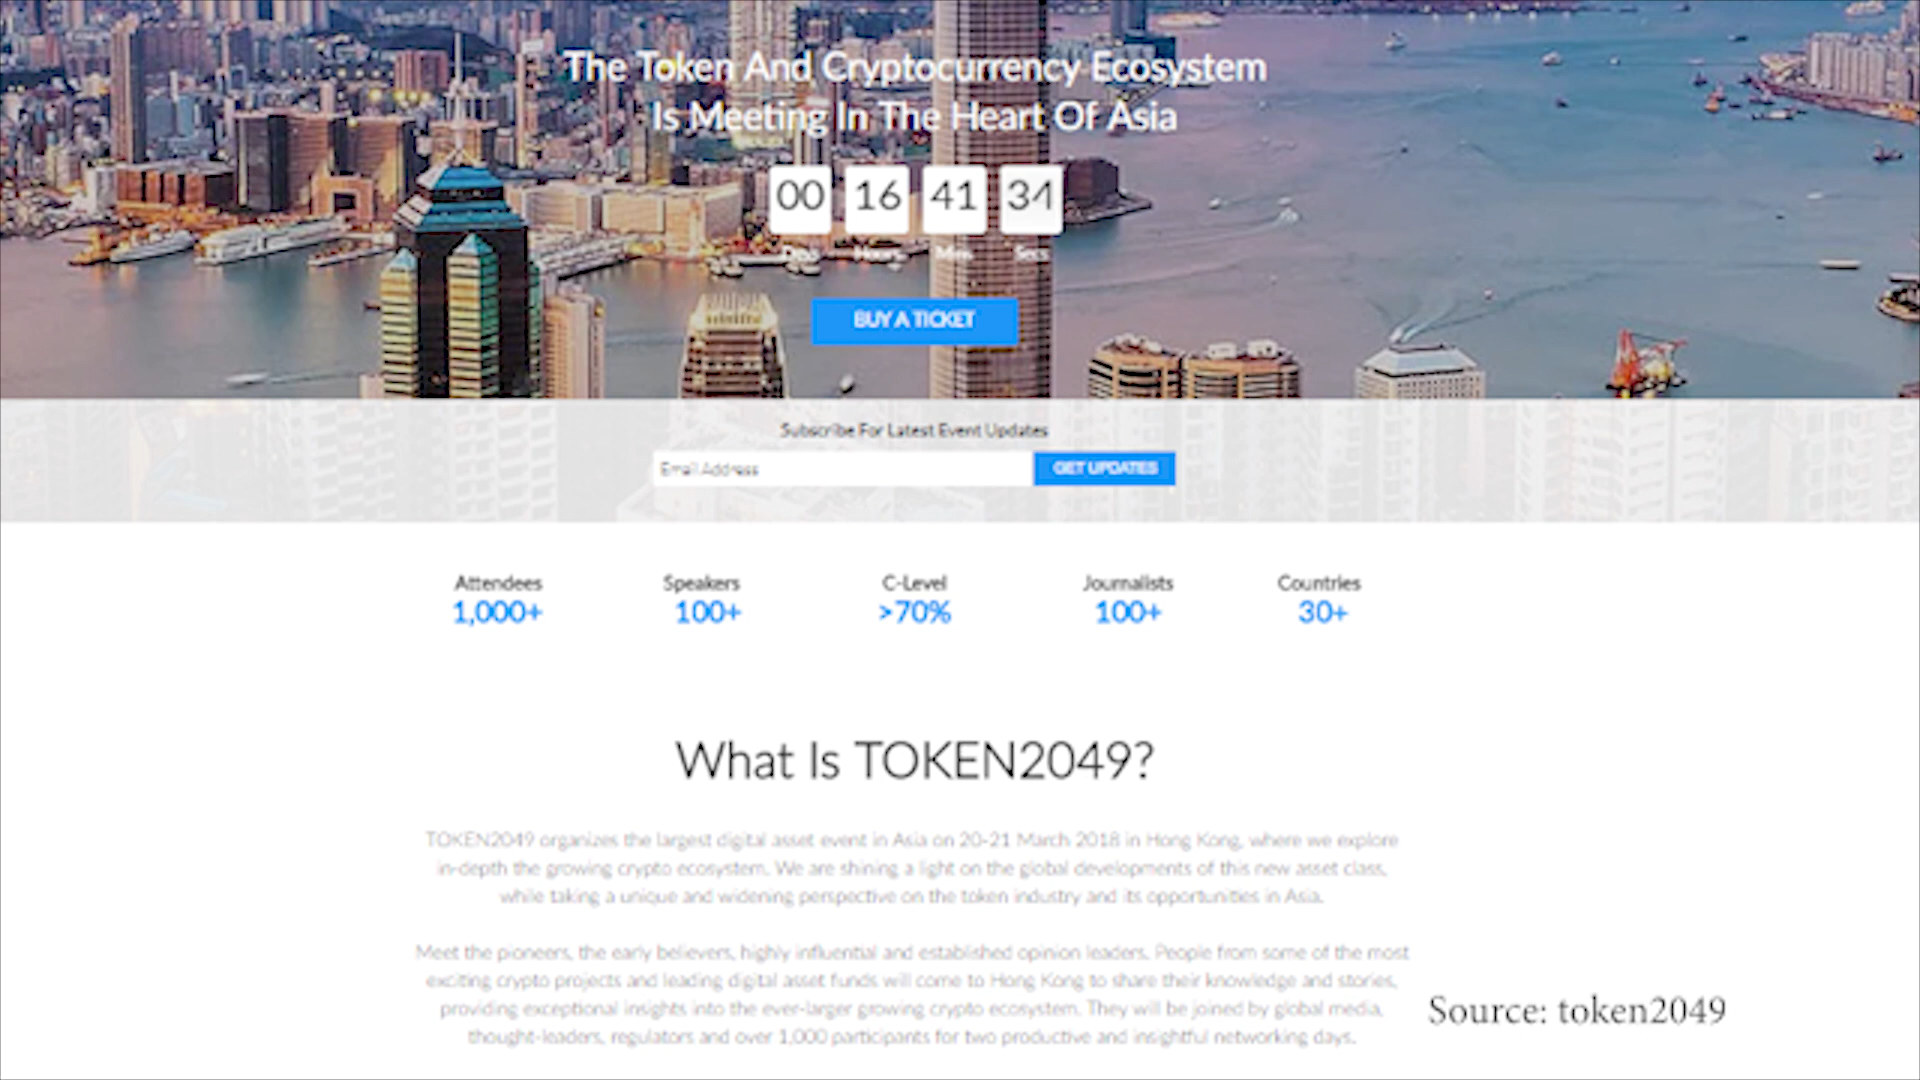 The Token And Cryptocurrency Ecosystem
Is Meeting In The Heart Of Asia
00 16 41 34
Days Hours Mins Secs
BUY A TICKET
Subscribe For Latest Event Updates
Email Address
GET UPDATES
Attendees Speakers C-Level Journalists Countries
1,000+ 100+ >70% 100+ 30+
What Is TOKEN2049?
TOKEN2049 organizes the largest digital asset event in Asia on 20-21 March 2018 in Hong Kong, where we explore
in-depth the growing crypto ecosystem. We are shining a light on the global developments of this new asset class,
while taking a unique and widening perspective on the token industry and its opportunities in Asia.
Meet the pioneers, the early believers, highly influential and established opinion leaders. People from some of the most
exciting crypto projects and leading digital asset funds will come to Hong Kong to share their knowledge and stories,
providing exceptional insights into the ever-larger growing crypto ecosystem. They will be joined by global media,
thought-leaders, regulators and over 1,000 participants for two productive and insightful networking days.
Source: token2049